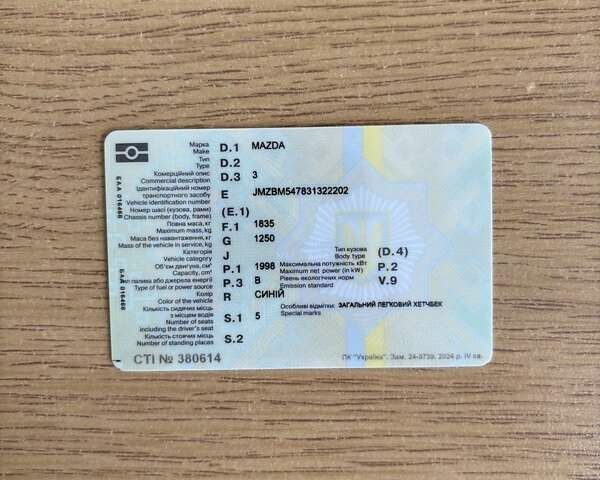 Марка
Make D.1 MAZDA
Тип
Type D.2
Комерційний опис
Commercial description D.3 3
Ідентифікаційний номер
транспортного засобу E JMZBM547831322202
Vehicle identification number
Номер шасі (кузова, рами) (E.1)
Chassis number (body, frame)
Повна маса, кг F.1 1835
Maximum mass, kg
Маса без навантаження, кг G 1250
Mass of the vehicle in service, kg
Категорія J
Vehicle category
Об'єм двигуна, см³ P.1 1998
Capacity, cm³
Тип палива або джерела енергії P.3 B
Type of fuel or power source
Колір R СИНІЙ
Color of the vehicle
Кількість сидячих місць
з місцем водія S.1 5
Number of seats
including the driver's seat
Кількість стоячих місць S.2
Number of standing places
Тип кузова (D.4)
Body type
Максимальна потужність кВт P.2
Maximum net power (in kW)
Рівень екологічних норм V.9
Emission standard
Особливі відмітки: ЗАГАЛЬНИЙ ЛЕГКОВИЙ ХЕТЧБЕК
Special marks
СТІ № 380614
ПК "Україна". Зам. 24-3739. 2024 р. IV кв.
ЕАА 016468
ЕАА 016468